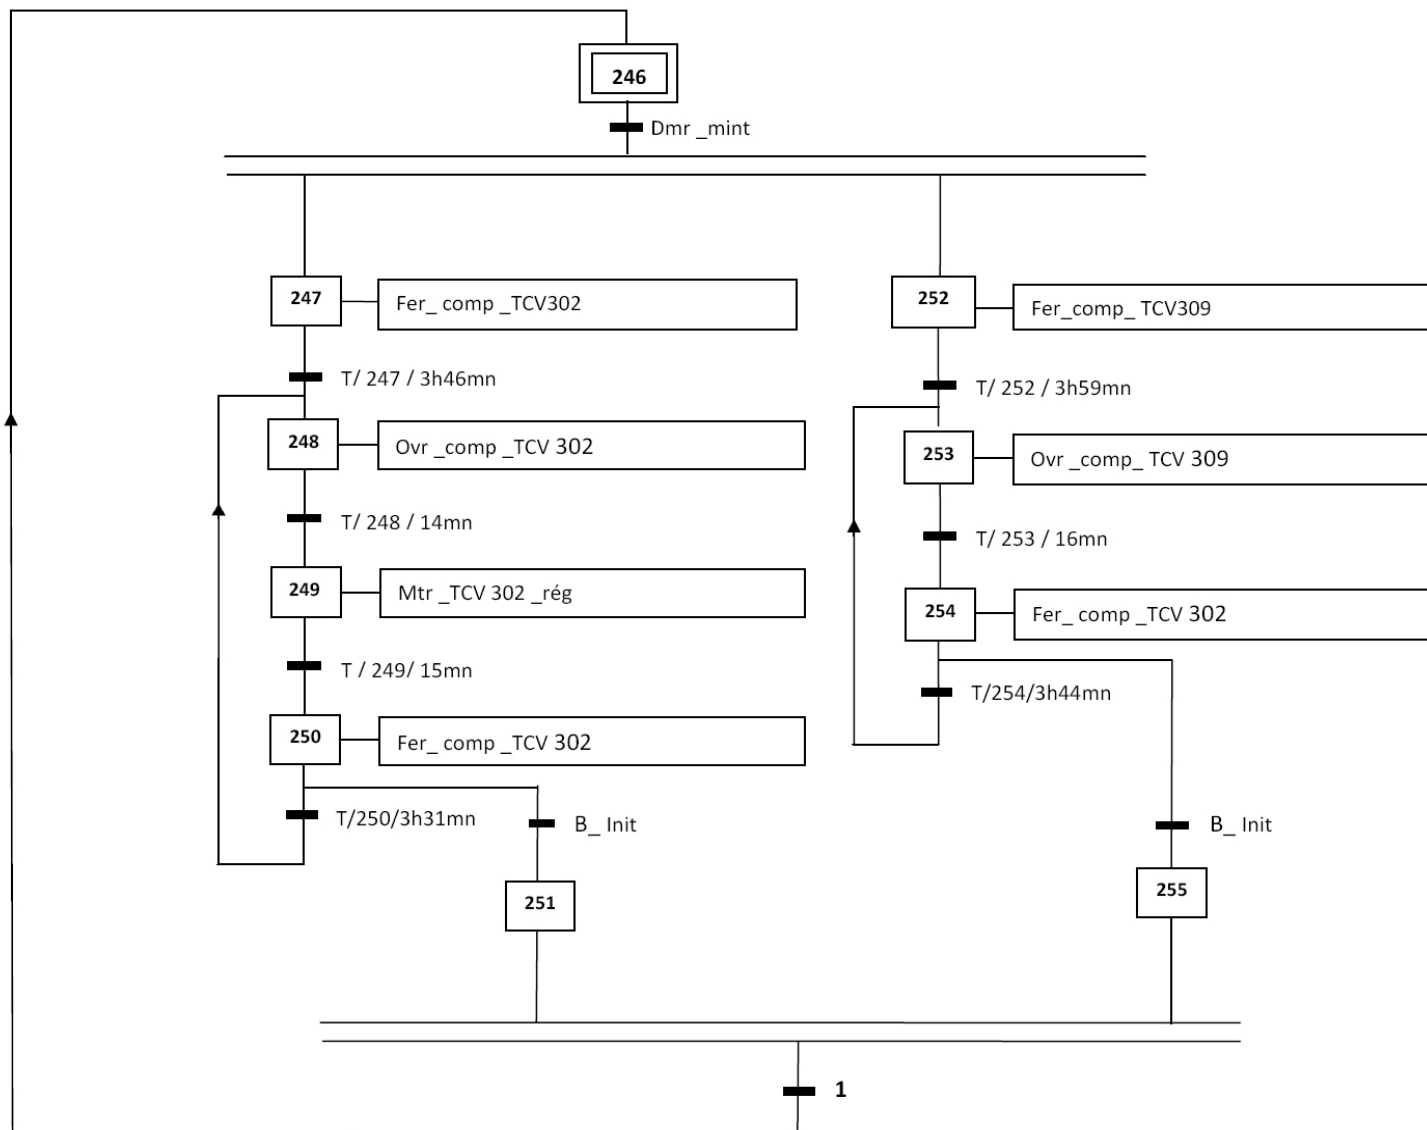 246
Dmr _mint
247
Fer_ comp _TCV302
T/ 247 / 3h46mn
248
Ovr _comp _TCV 302
T/ 248 / 14mn
249
Mtr _TCV 302 _rég
T / 249/ 15mn
250
Fer_ comp _TCV 302
T/250/3h31mn
B_ Init
251
252
Fer_comp_ TCV309
T/ 252 / 3h59mn
253
Ovr _comp_ TCV 309
T/ 253 / 16mn
254
Fer_ comp _TCV 302
T/254/3h44mn
B_ Init
255
1